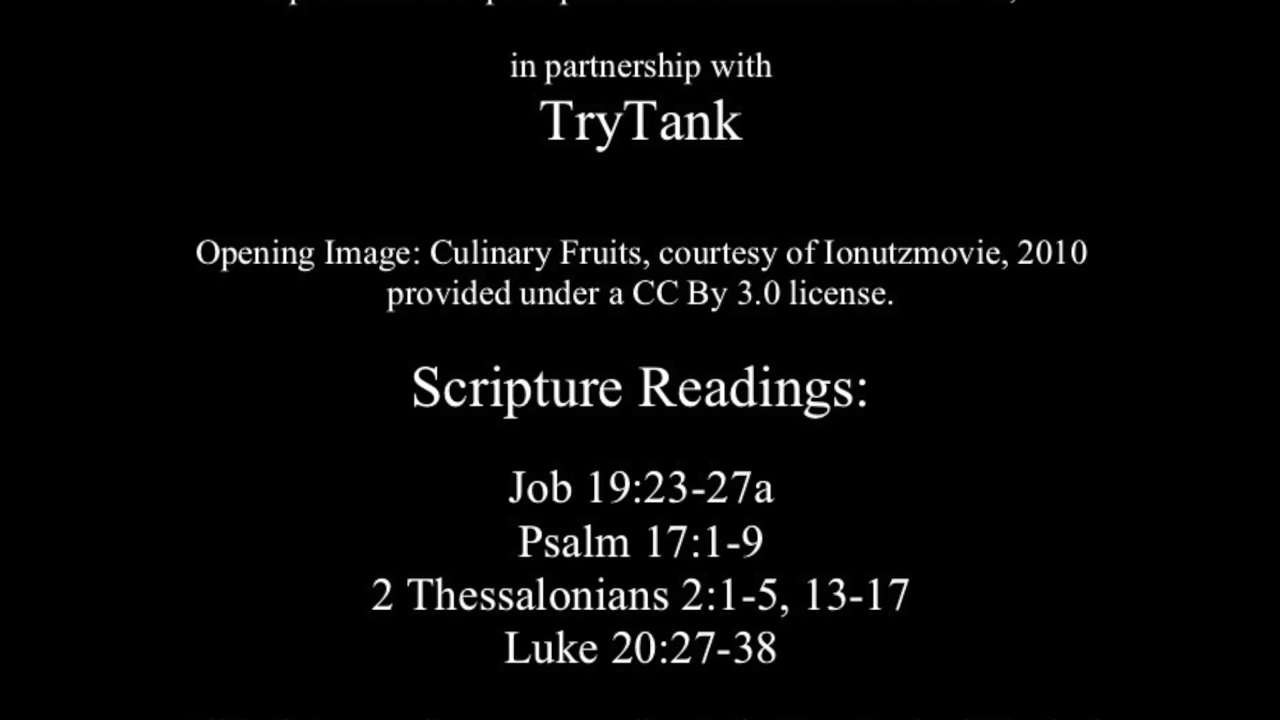 in partnership with
TryTank
Opening Image: Culinary Fruits, courtesy of Ionutzmovie, 2010
provided under a CC By 3.0 license.
Scripture Readings:
Job 19:23-27a
Psalm 17:1-9
2 Thessalonians 2:1-5, 13-17
Luke 20:27-38